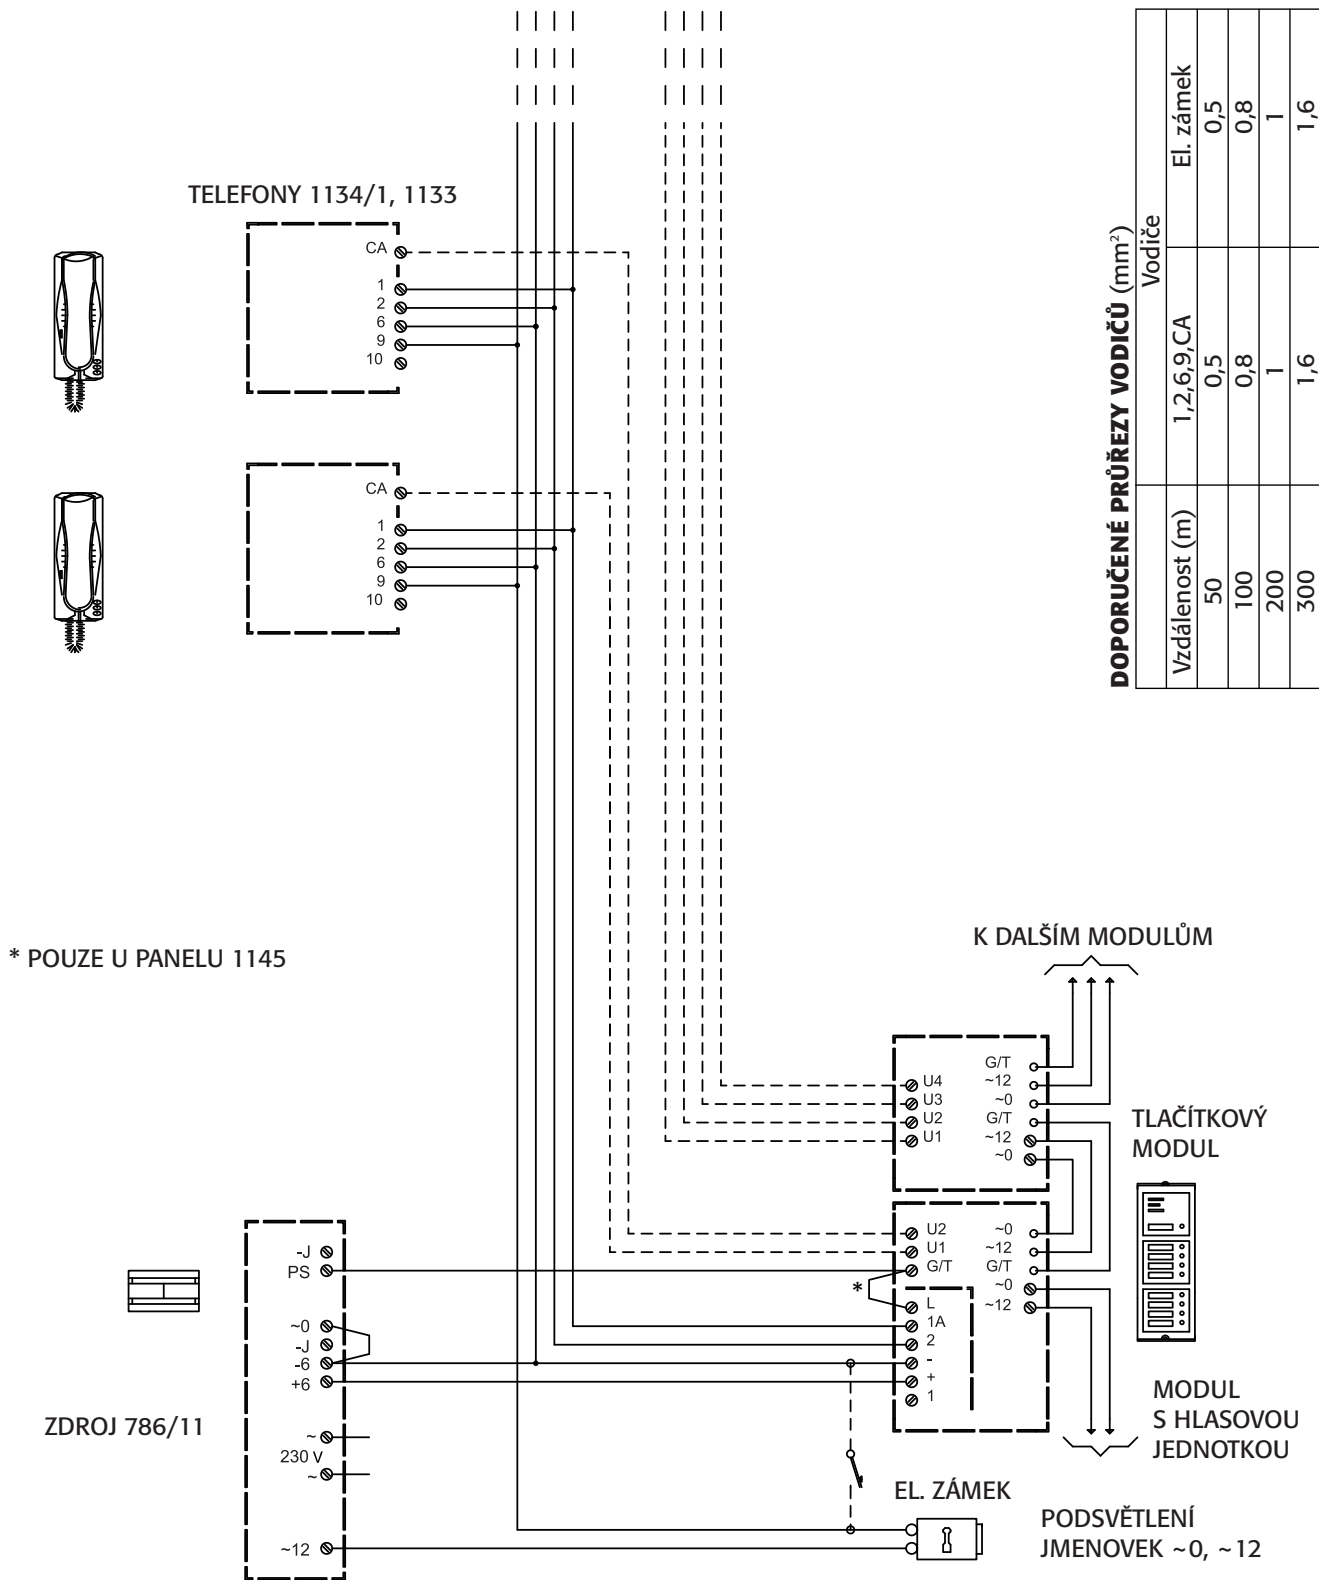 TELEFONY 1134/1, 1133
CA
1
2
6
9
10
CA
1
2
6
9
10
DOPORUČENÉ PRŮŘEZY VODIČŮ (mm²)
Vodiče
Vzdálenost (m) 1,2,6,9,CA El. zámek
50 0,5 0,5
100 0,8 0,8
200 1 1
300 1,6 1,6
* POUZE U PANELU 1145
K DALŠÍM MODULŮM
U4
U3
U2
U1
G/T
~12
~0
G/T
~12
~0
TLAČÍTKOVÝ
MODUL
U2
U1
G/T
*
L
1A
2
-
+
1
~0
~12
G/T
~0
~12
MODUL
S HLASOVOU
JEDNOTKOU
-J
PS
~0
-J
-6
+6
~
230 V
~
~12
ZDROJ 786/11
EL. ZÁMEK
PODSVĚTLENÍ
JMENOVEK ~0, ~12